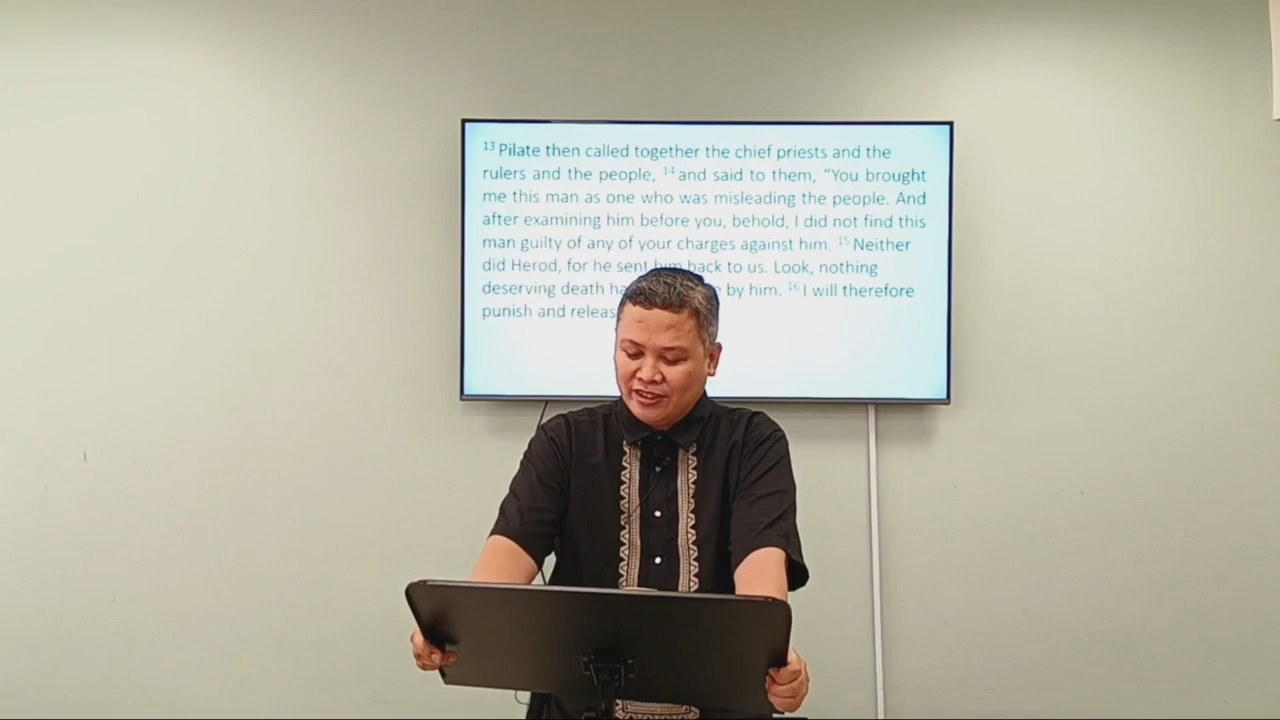 13 Pilate then called together the chief priests and the
rulers and the people, 14 and said to them, “You brought
me this man as one who was misleading the people. And
after examining him before you, behold, I did not find this
man guilty of any of your charges against him. 15 Neither
did Herod, for he sent him back to us. Look, nothing
deserving death by him. 16 I will therefore
punish and